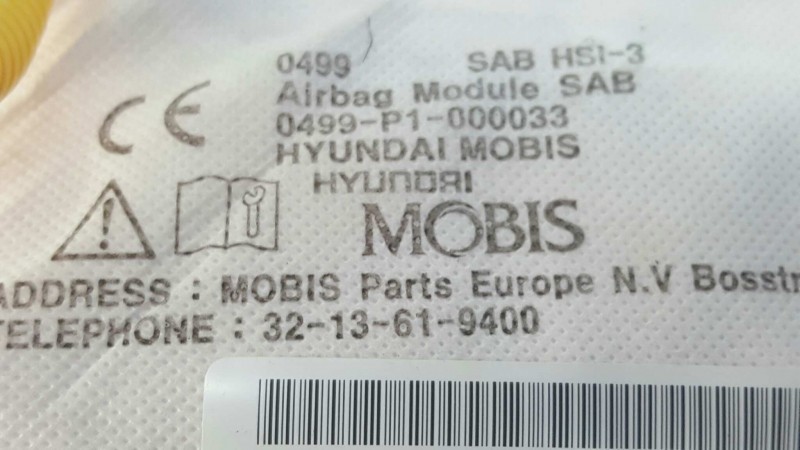 0499 SAB HSI-3
CE Airbag Module SAB
0499-P1-000033
HYUNDAI MOBIS
HYUNDAI
MOBIS
ADDRESS : MOBIS Parts Europe N.V Bosstr
TELEPHONE : 32-13-61-9400